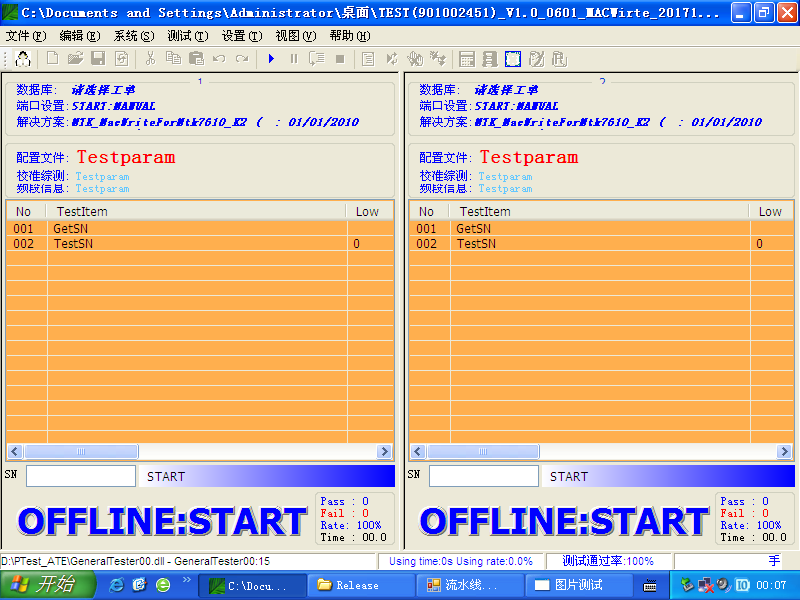 C:\Documents and Settings\Administrator\桌面\TEST(901002451)_V1.0_0601_MACWirte_20171...
文件(F) 编辑(E) 系统(S) 测试(T) 设置(T) 视图(V) 帮助(H)
1
数据库: 请选择工单
端口设置:START:MANUAL
解决方案:MTK_MacWriteForMtk7610_K2 ( : 01/01/2010
配置文件: Testparam
校准综测: Testparam
频段信息: Testparam
No TestItem Low
001 GetSN
002 TestSN 0
SN START
OFFLINE:START
Pass : 0
Fail : 0
Rate: 100%
Time : 00.0
2
数据库: 请选择工单
端口设置:START:MANUAL
解决方案:MTK_MacWriteForMtk7610_K2 ( : 01/01/2010
配置文件: Testparam
校准综测: Testparam
频段信息: Testparam
No TestItem Low
001 GetSN
002 TestSN 0
SN START
OFFLINE:START
Pass : 0
Fail : 0
Rate: 100%
Time : 00.0
D:\PTest_ATE\GeneralTester00.dll - GeneralTester00:15 Using time:0s Using rate:0.0% 测试通过率:100% 手
开始 C:\Docu... Release 流水线... 图片测试 00:07